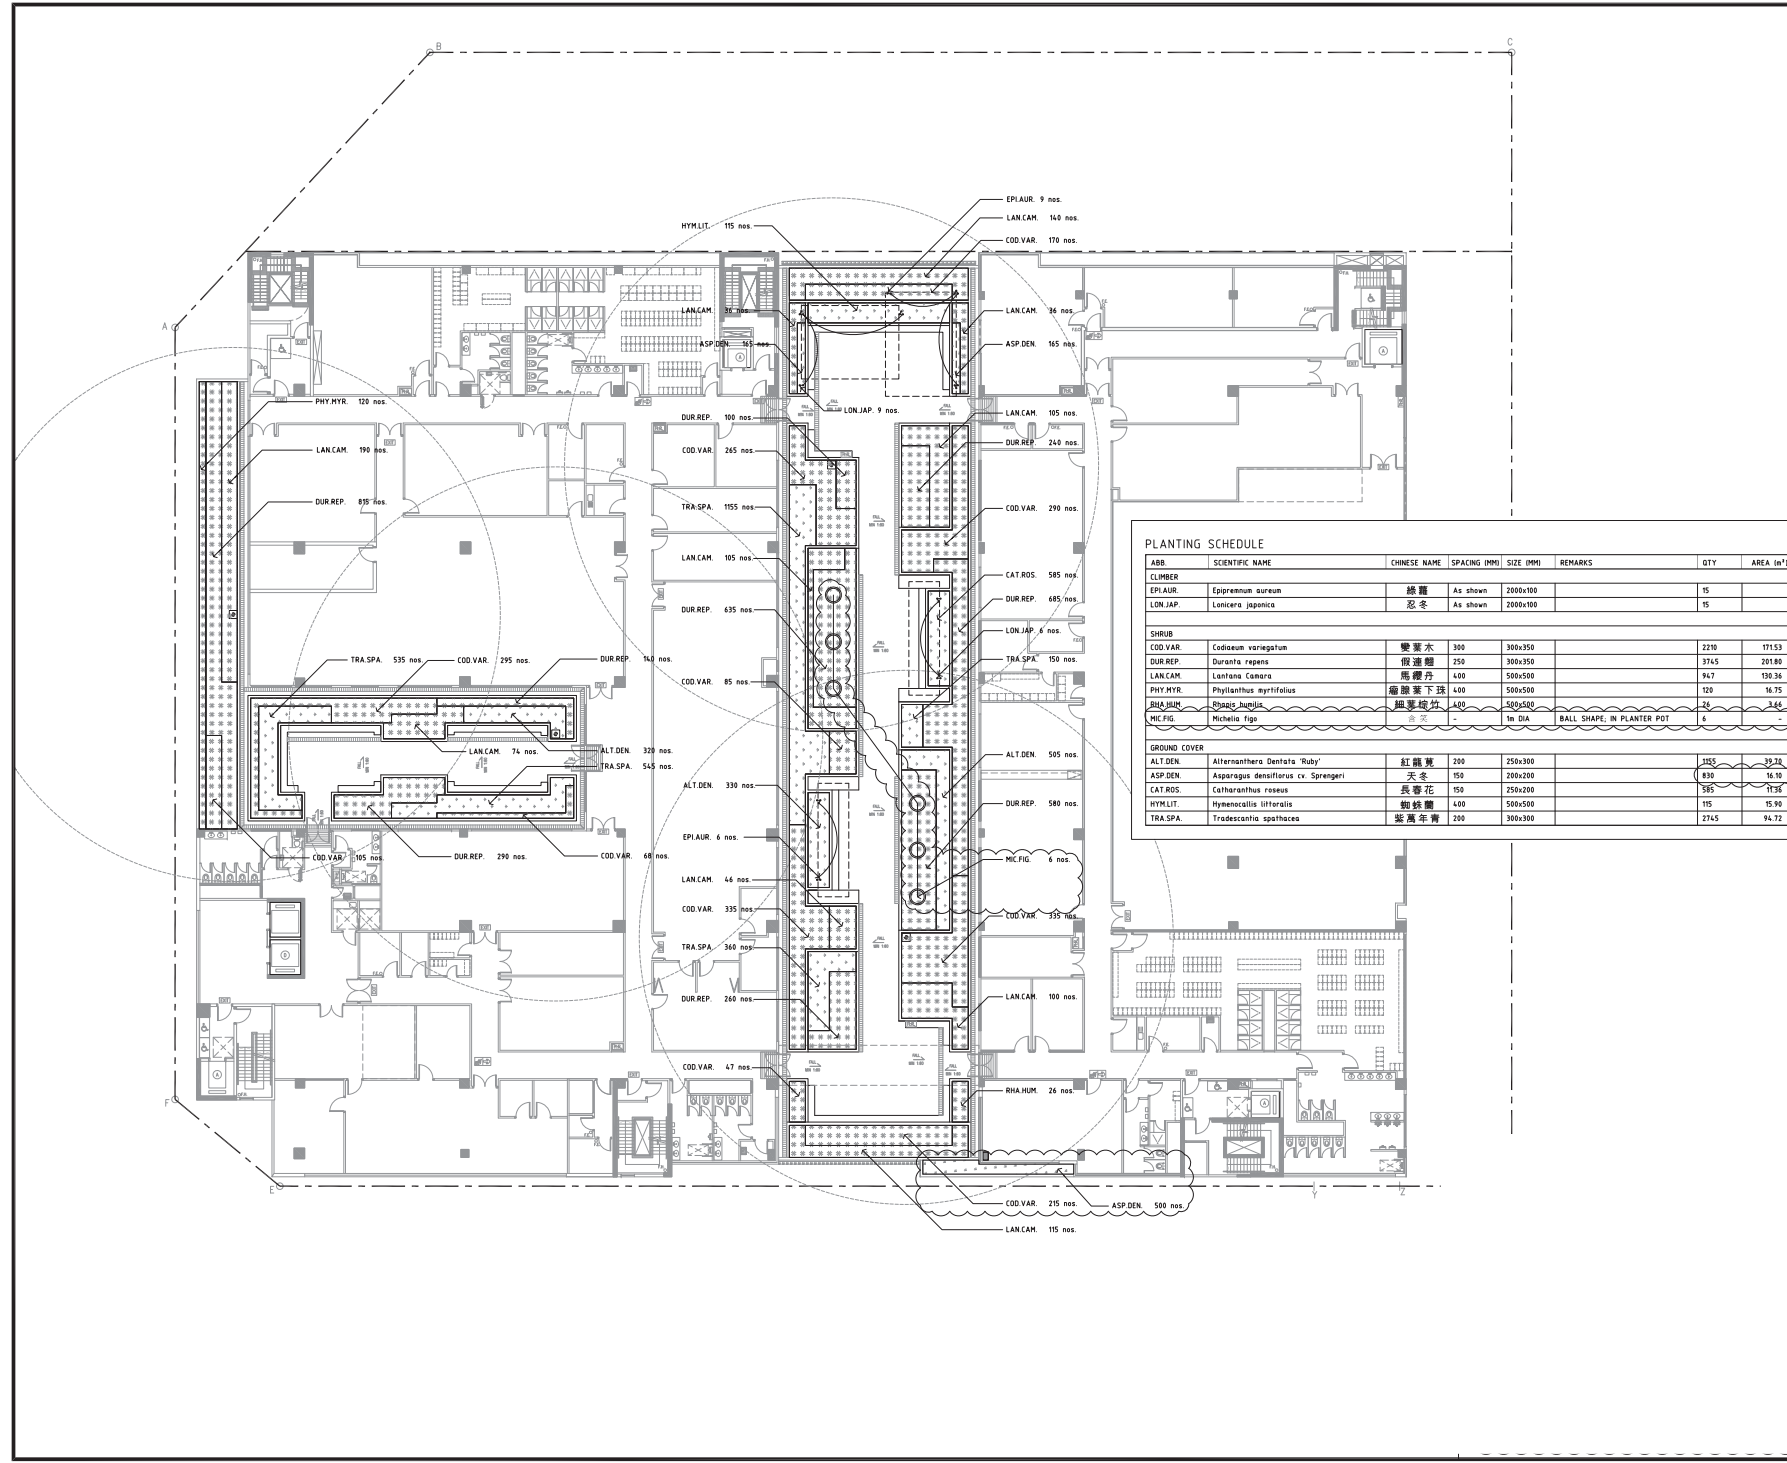 B
C
EPI.AUR. 9 nos.
LAN.CAM. 140 nos.
HYM.LIT. 115 nos.
COD.VAR. 170 nos.
LAN.CAM. 36 nos.
LAN.CAM. 36 nos.
A
ASP.DEN. 165 nos.
ASP.DEN. 165 nos.
PHY.MYR. 120 nos.
LON.JAP. 9 nos.
LAN.CAM. 105 nos.
DUR.REP. 100 nos.
DUR.REP. 240 nos.
LAN.CAM. 190 nos.
COD.VAR. 265 nos.
DUR.REP. 815 nos.
TRA.SPA. 1155 nos.
COD.VAR. 290 nos.
LAN.CAM. 105 nos.
CAT.ROS. 585 nos.
DUR.REP. 685 nos.
DUR.REP. 635 nos.
LON.JAP. 6 nos.
TRA.SPA. 535 nos.
COD.VAR. 295 nos.
DUR.REP. 140 nos.
TRA.SPA. 150 nos.
COD.VAR. 85 nos.
LAN.CAM. 74 nos.
ALT.DEN. 320 nos.
ALT.DEN. 505 nos.
TRA.SPA. 545 nos.
ALT.DEN. 330 nos.
DUR.REP. 580 nos.
EPI.AUR. 6 nos.
COD.VAR. 105 nos.
DUR.REP. 290 nos.
COD.VAR. 68 nos.
MIC.FIG. 6 nos.
LAN.CAM. 46 nos.
COD.VAR. 335 nos.
COD.VAR. 335 nos.
TRA.SPA. 360 nos.
DUR.REP. 260 nos.
LAN.CAM. 100 nos.
COD.VAR. 47 nos.
RHA.HUM. 26 nos.
F
E
Y
Z
COD.VAR. 215 nos.
ASP.DEN. 500 nos.
LAN.CAM. 115 nos.
PLANTING SCHEDULE
ABB. SCIENTIFIC NAME CHINESE NAME SPACING (MM) SIZE (MM) REMARKS QTY AREA (m²)
CLIMBER
EPI.AUR. Epipremnum aureum 綠蘿 As shown 2000x100 15
LON.JAP. Lonicera japonica 忍冬 As shown 2000x100 15
SHRUB
COD.VAR. Codiaeum variegatum 變葉木 300 300x350 2210 171.53
DUR.REP. Duranta repens 假連翹 250 300x350 3745 201.80
LAN.CAM. Lantana Camara 馬纓丹 400 500x500 947 130.36
PHY.MYR. Phyllanthus myrtifolius 瘤腺葉下珠 400 500x500 120 16.75
RHA.HUM. Rhapis humilis 細葉棕竹 400 500x500 26 3.66
MIC.FIG. Michelia figo 含笑 - 1m DIA BALL SHAPE; IN PLANTER POT 6 -
GROUND COVER
ALT.DEN. Alternanthera Dentata 'Ruby' 紅龍莧 200 250x300 1155 39.70
ASP.DEN. Asparagus densiflorus cv. Sprengeri 天冬 150 200x200 830 16.10
CAT.ROS. Catharanthus roseus 長春花 150 250x200 585 11.36
HYM.LIT. Hymenocallis littoralis 蜘蛛蘭 400 500x500 115 15.90
TRA.SPA. Tradescantia spathacea 紫萬年青 200 300x300 2745 94.72